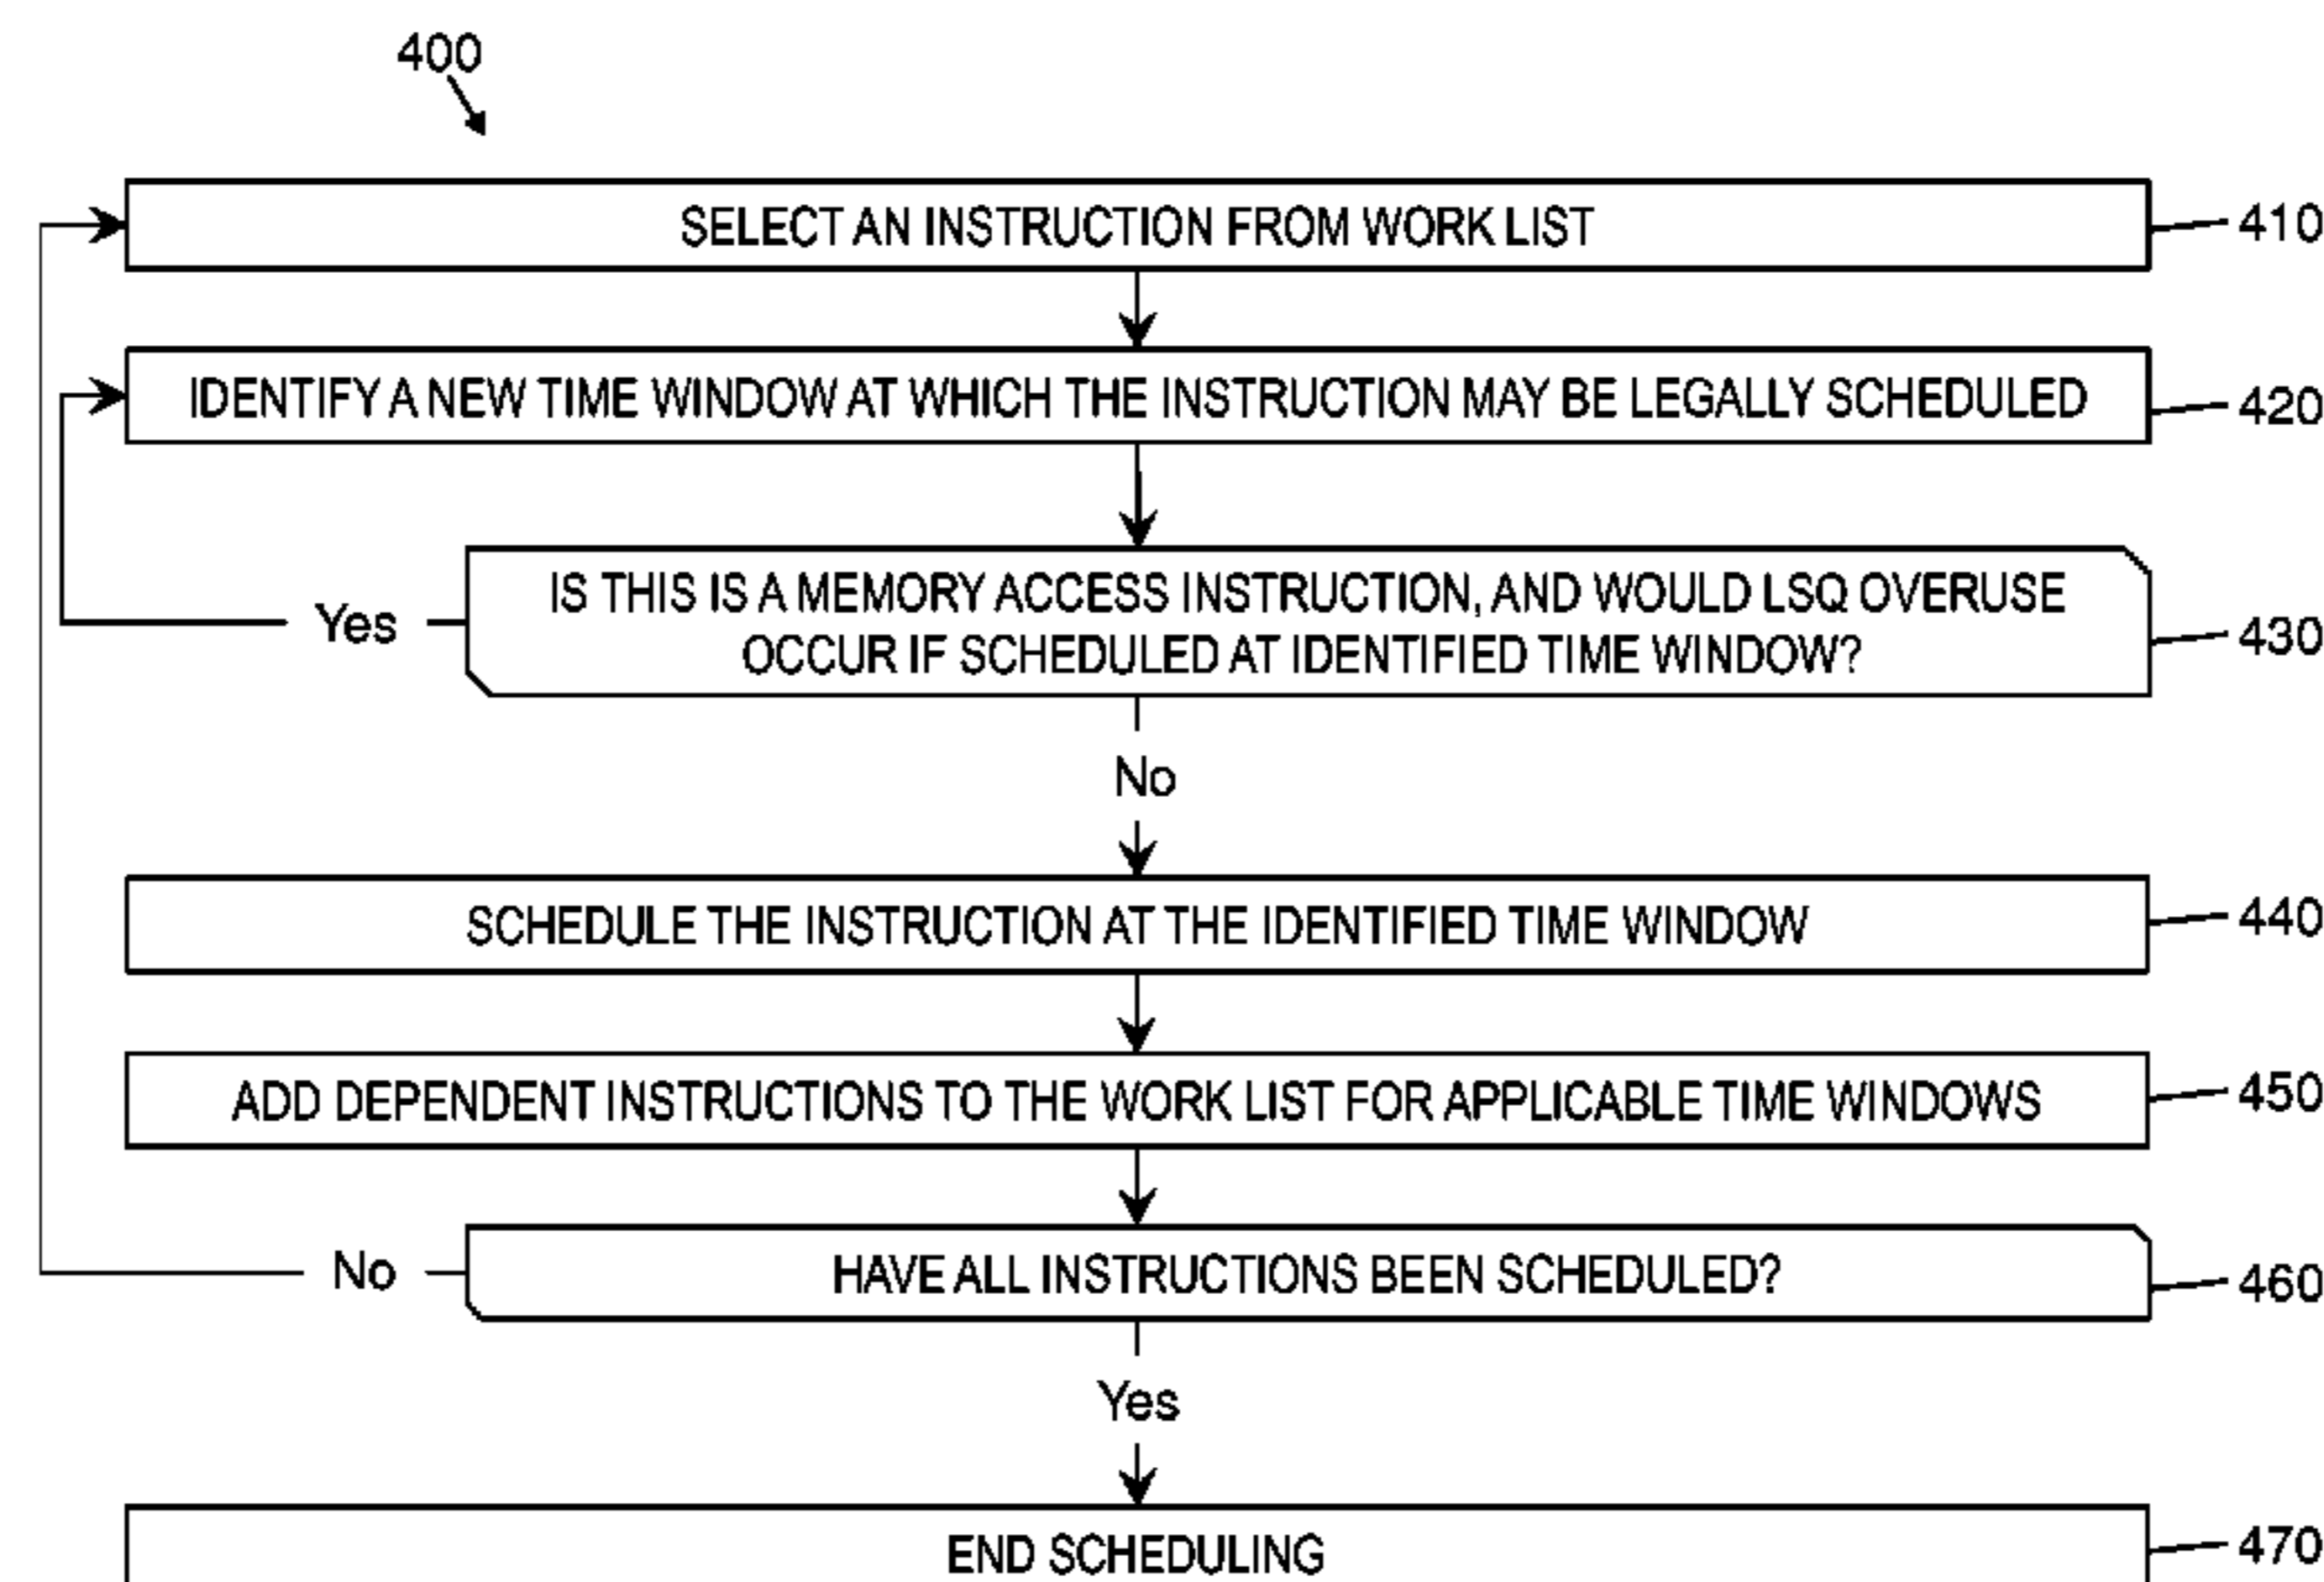 400
SELECT AN INSTRUCTION FROM WORK LIST
410
IDENTIFY A NEW TIME WINDOW AT WHICH THE INSTRUCTION MAY BE LEGALLY SCHEDULED
420
IS THIS IS A MEMORY ACCESS INSTRUCTION, AND WOULD LSQ OVERUSE
OCCUR IF SCHEDULED AT IDENTIFIED TIME WINDOW?
Yes
430
No
SCHEDULE THE INSTRUCTION AT THE IDENTIFIED TIME WINDOW
440
ADD DEPENDENT INSTRUCTIONS TO THE WORK LIST FOR APPLICABLE TIME WINDOWS
450
No
HAVE ALL INSTRUCTIONS BEEN SCHEDULED?
460
Yes
END SCHEDULING
470